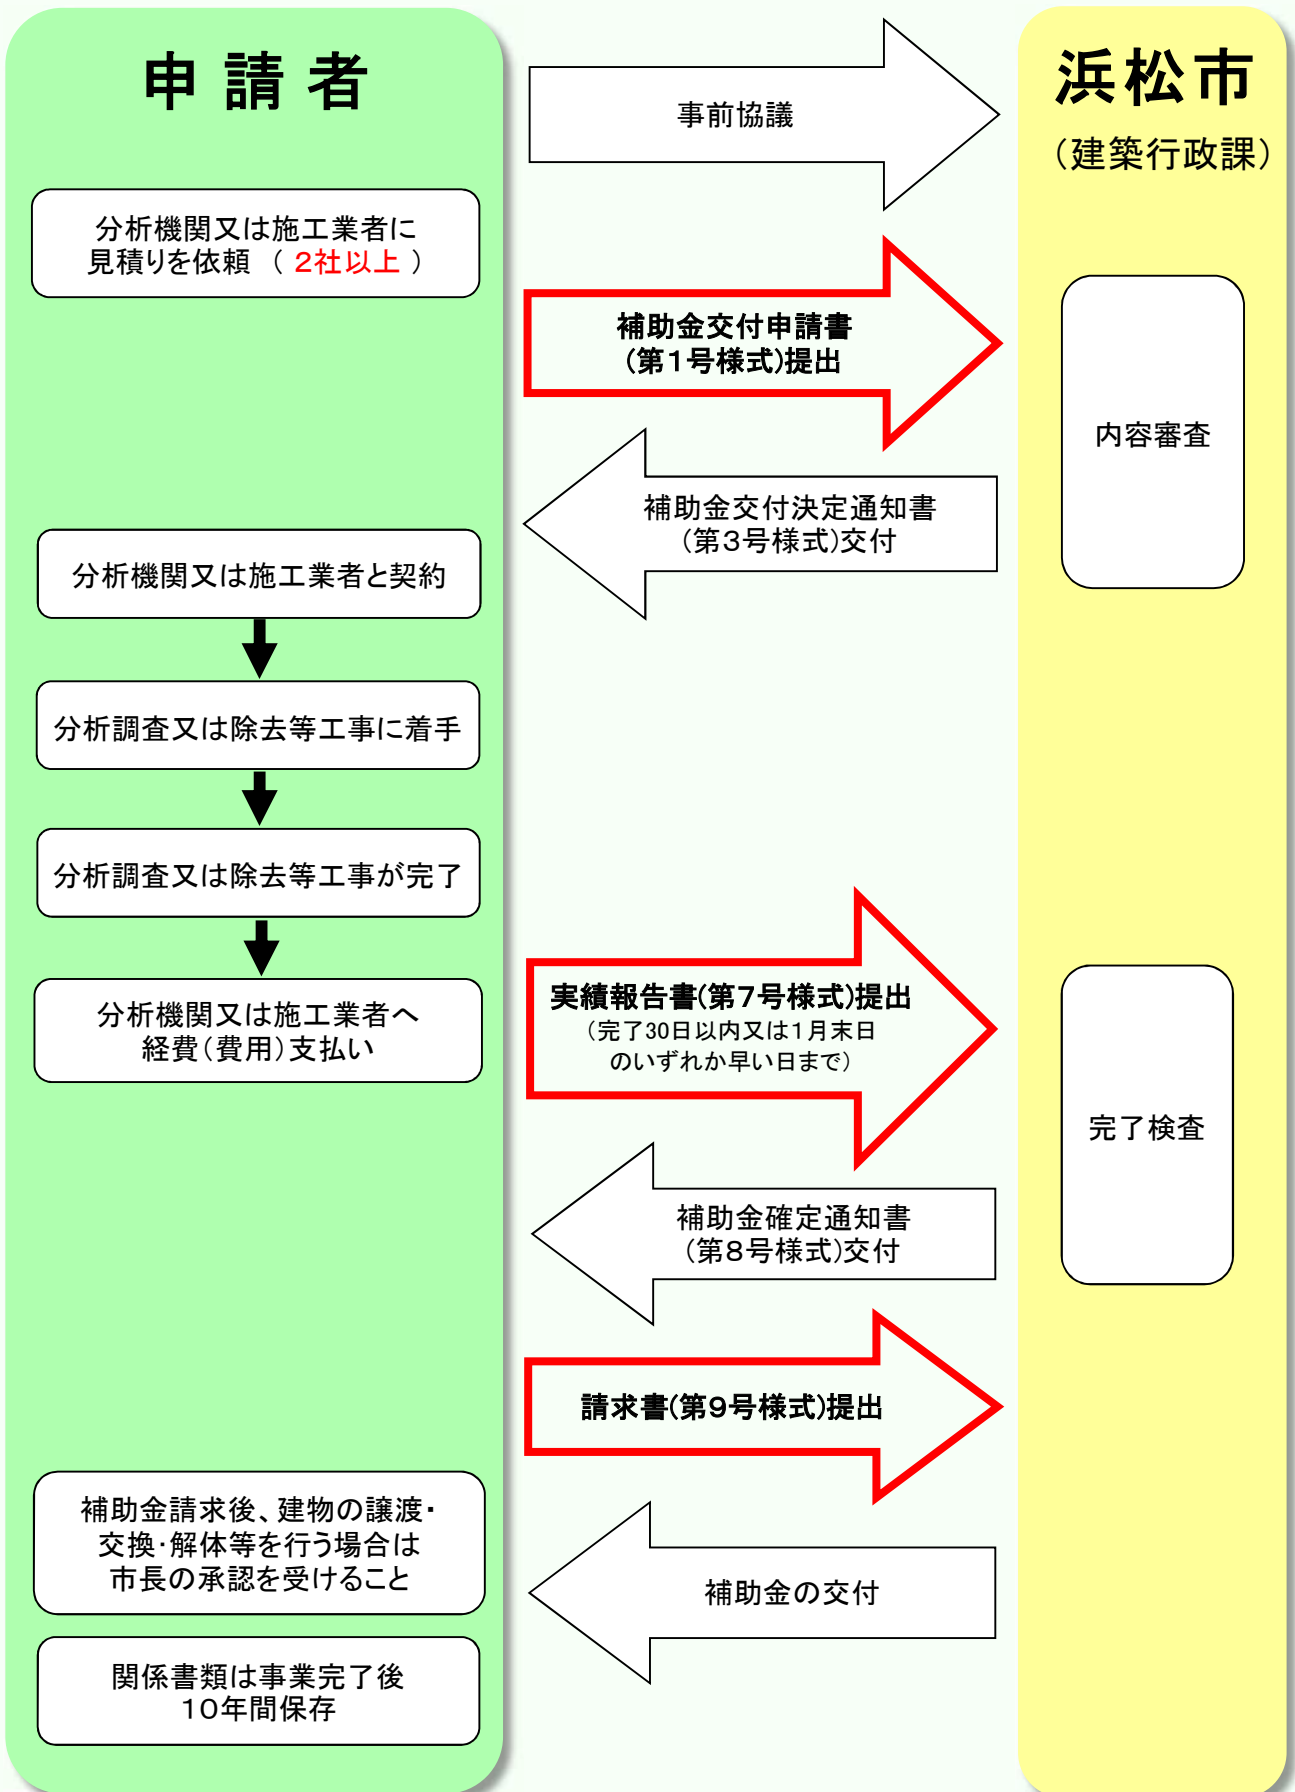 申請者
浜松市
（建築行政課）
事前協議
分析機関又は施工業者に
見積りを依頼 （ ２社以上 ）
補助金交付申請書
(第１号様式)提出
内容審査
補助金交付決定通知書
(第３号様式)交付
分析機関又は施工業者と契約
分析調査又は除去等工事に着手
分析調査又は除去等工事が完了
分析機関又は施工業者へ
経費（費用）支払い
実績報告書(第７号様式)提出
（完了30日以内又は１月末日
のいずれか早い日まで）
完了検査
補助金確定通知書
(第８号様式)交付
請求書(第９号様式)提出
補助金請求後、建物の譲渡・
交換・解体等を行う場合は
市長の承認を受けること
補助金の交付
関係書類は事業完了後
１０年間保存